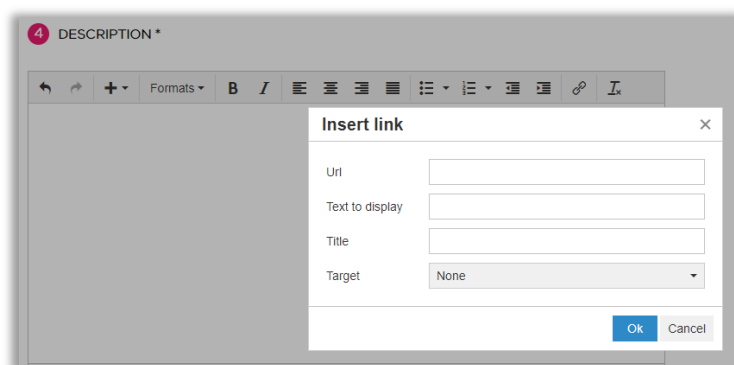 4 DESCRIPTION *
Formats B I
Insert link ×
Url
Text to display
Title
Target None
Ok Cancel